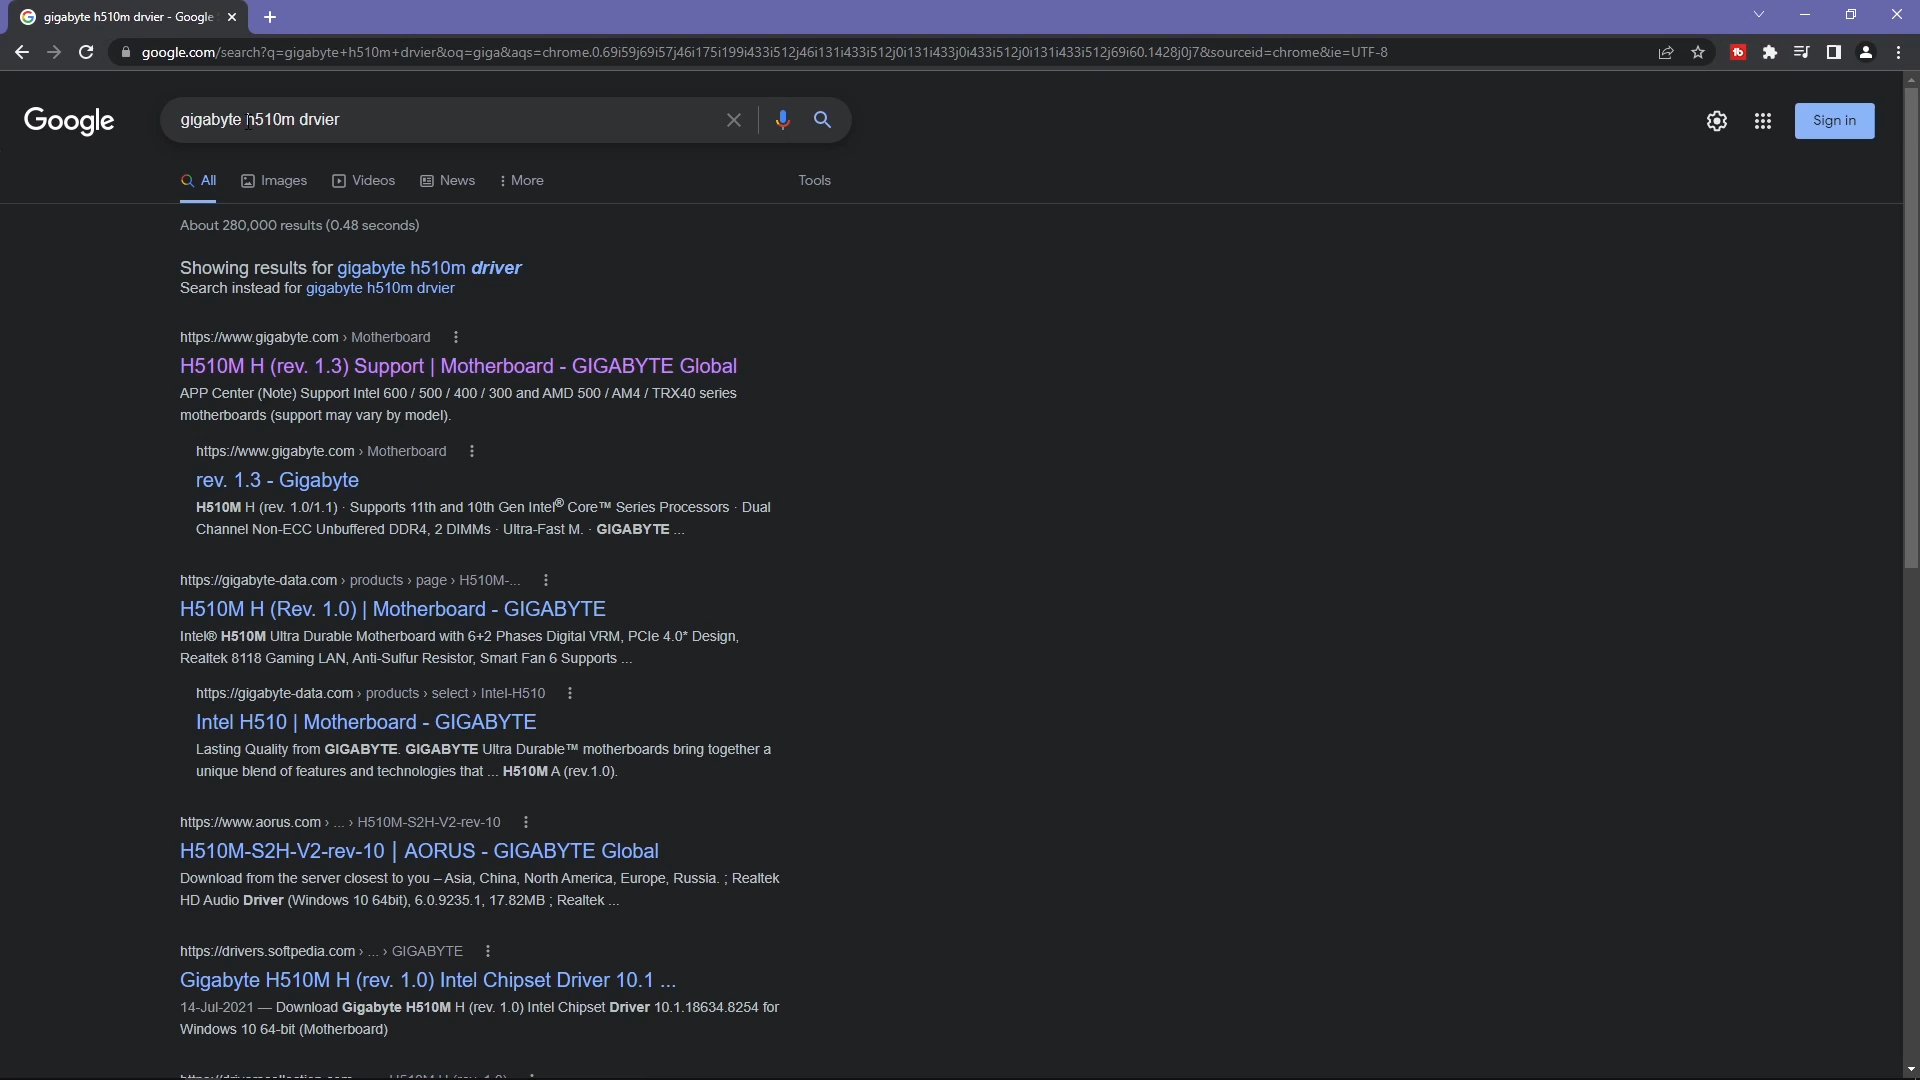 gigabyte h510m drvier - Google
google.com/search?q=gigabyte+h510m+drvier&oq=giga&aqs=chrome.0.69i59j69i57j46i175i199i433i512j46i131i433i512j0i131i433j0i433i512j0i131i433i512j69i60.1428j0j7&sourceid=chrome&ie=UTF-8
Google
gigabyte h510m drvier
Sign in
All Images Videos News More Tools
About 280,000 results (0.48 seconds)
Showing results for gigabyte h510m driver
Search instead for gigabyte h510m drvier
https://www.gigabyte.com › Motherboard
H510M H (rev. 1.3) Support | Motherboard - GIGABYTE Global
APP Center (Note) Support Intel 600 / 500 / 400 / 300 and AMD 500 / AM4 / TRX40 series
motherboards (support may vary by model).
https://www.gigabyte.com › Motherboard
rev. 1.3 - Gigabyte
H510M H (rev. 1.0/1.1) · Supports 11th and 10th Gen Intel® Core™ Series Processors · Dual
Channel Non-ECC Unbuffered DDR4, 2 DIMMs · Ultra-Fast M. · GIGABYTE ...
https://gigabyte-data.com › products › page › H510M-...
H510M H (Rev. 1.0) | Motherboard - GIGABYTE
Intel® H510M Ultra Durable Motherboard with 6+2 Phases Digital VRM, PCIe 4.0* Design,
Realtek 8118 Gaming LAN, Anti-Sulfur Resistor, Smart Fan 6 Supports ...
https://gigabyte-data.com › products › select › Intel-H510
Intel H510 | Motherboard - GIGABYTE
Lasting Quality from GIGABYTE. GIGABYTE Ultra Durable™ motherboards bring together a
unique blend of features and technologies that ... H510M A (rev.1.0).
https://www.aorus.com › ... › H510M-S2H-V2-rev-10
H510M-S2H-V2-rev-10 | AORUS - GIGABYTE Global
Download from the server closest to you – Asia, China, North America, Europe, Russia. ; Realtek
HD Audio Driver (Windows 10 64bit), 6.0.9235.1, 17.82MB ; Realtek ...
https://drivers.softpedia.com › ... › GIGABYTE
Gigabyte H510M H (rev. 1.0) Intel Chipset Driver 10.1 ...
14-Jul-2021 — Download Gigabyte H510M H (rev. 1.0) Intel Chipset Driver 10.1.18634.8254 for
Windows 10 64-bit (Motherboard)